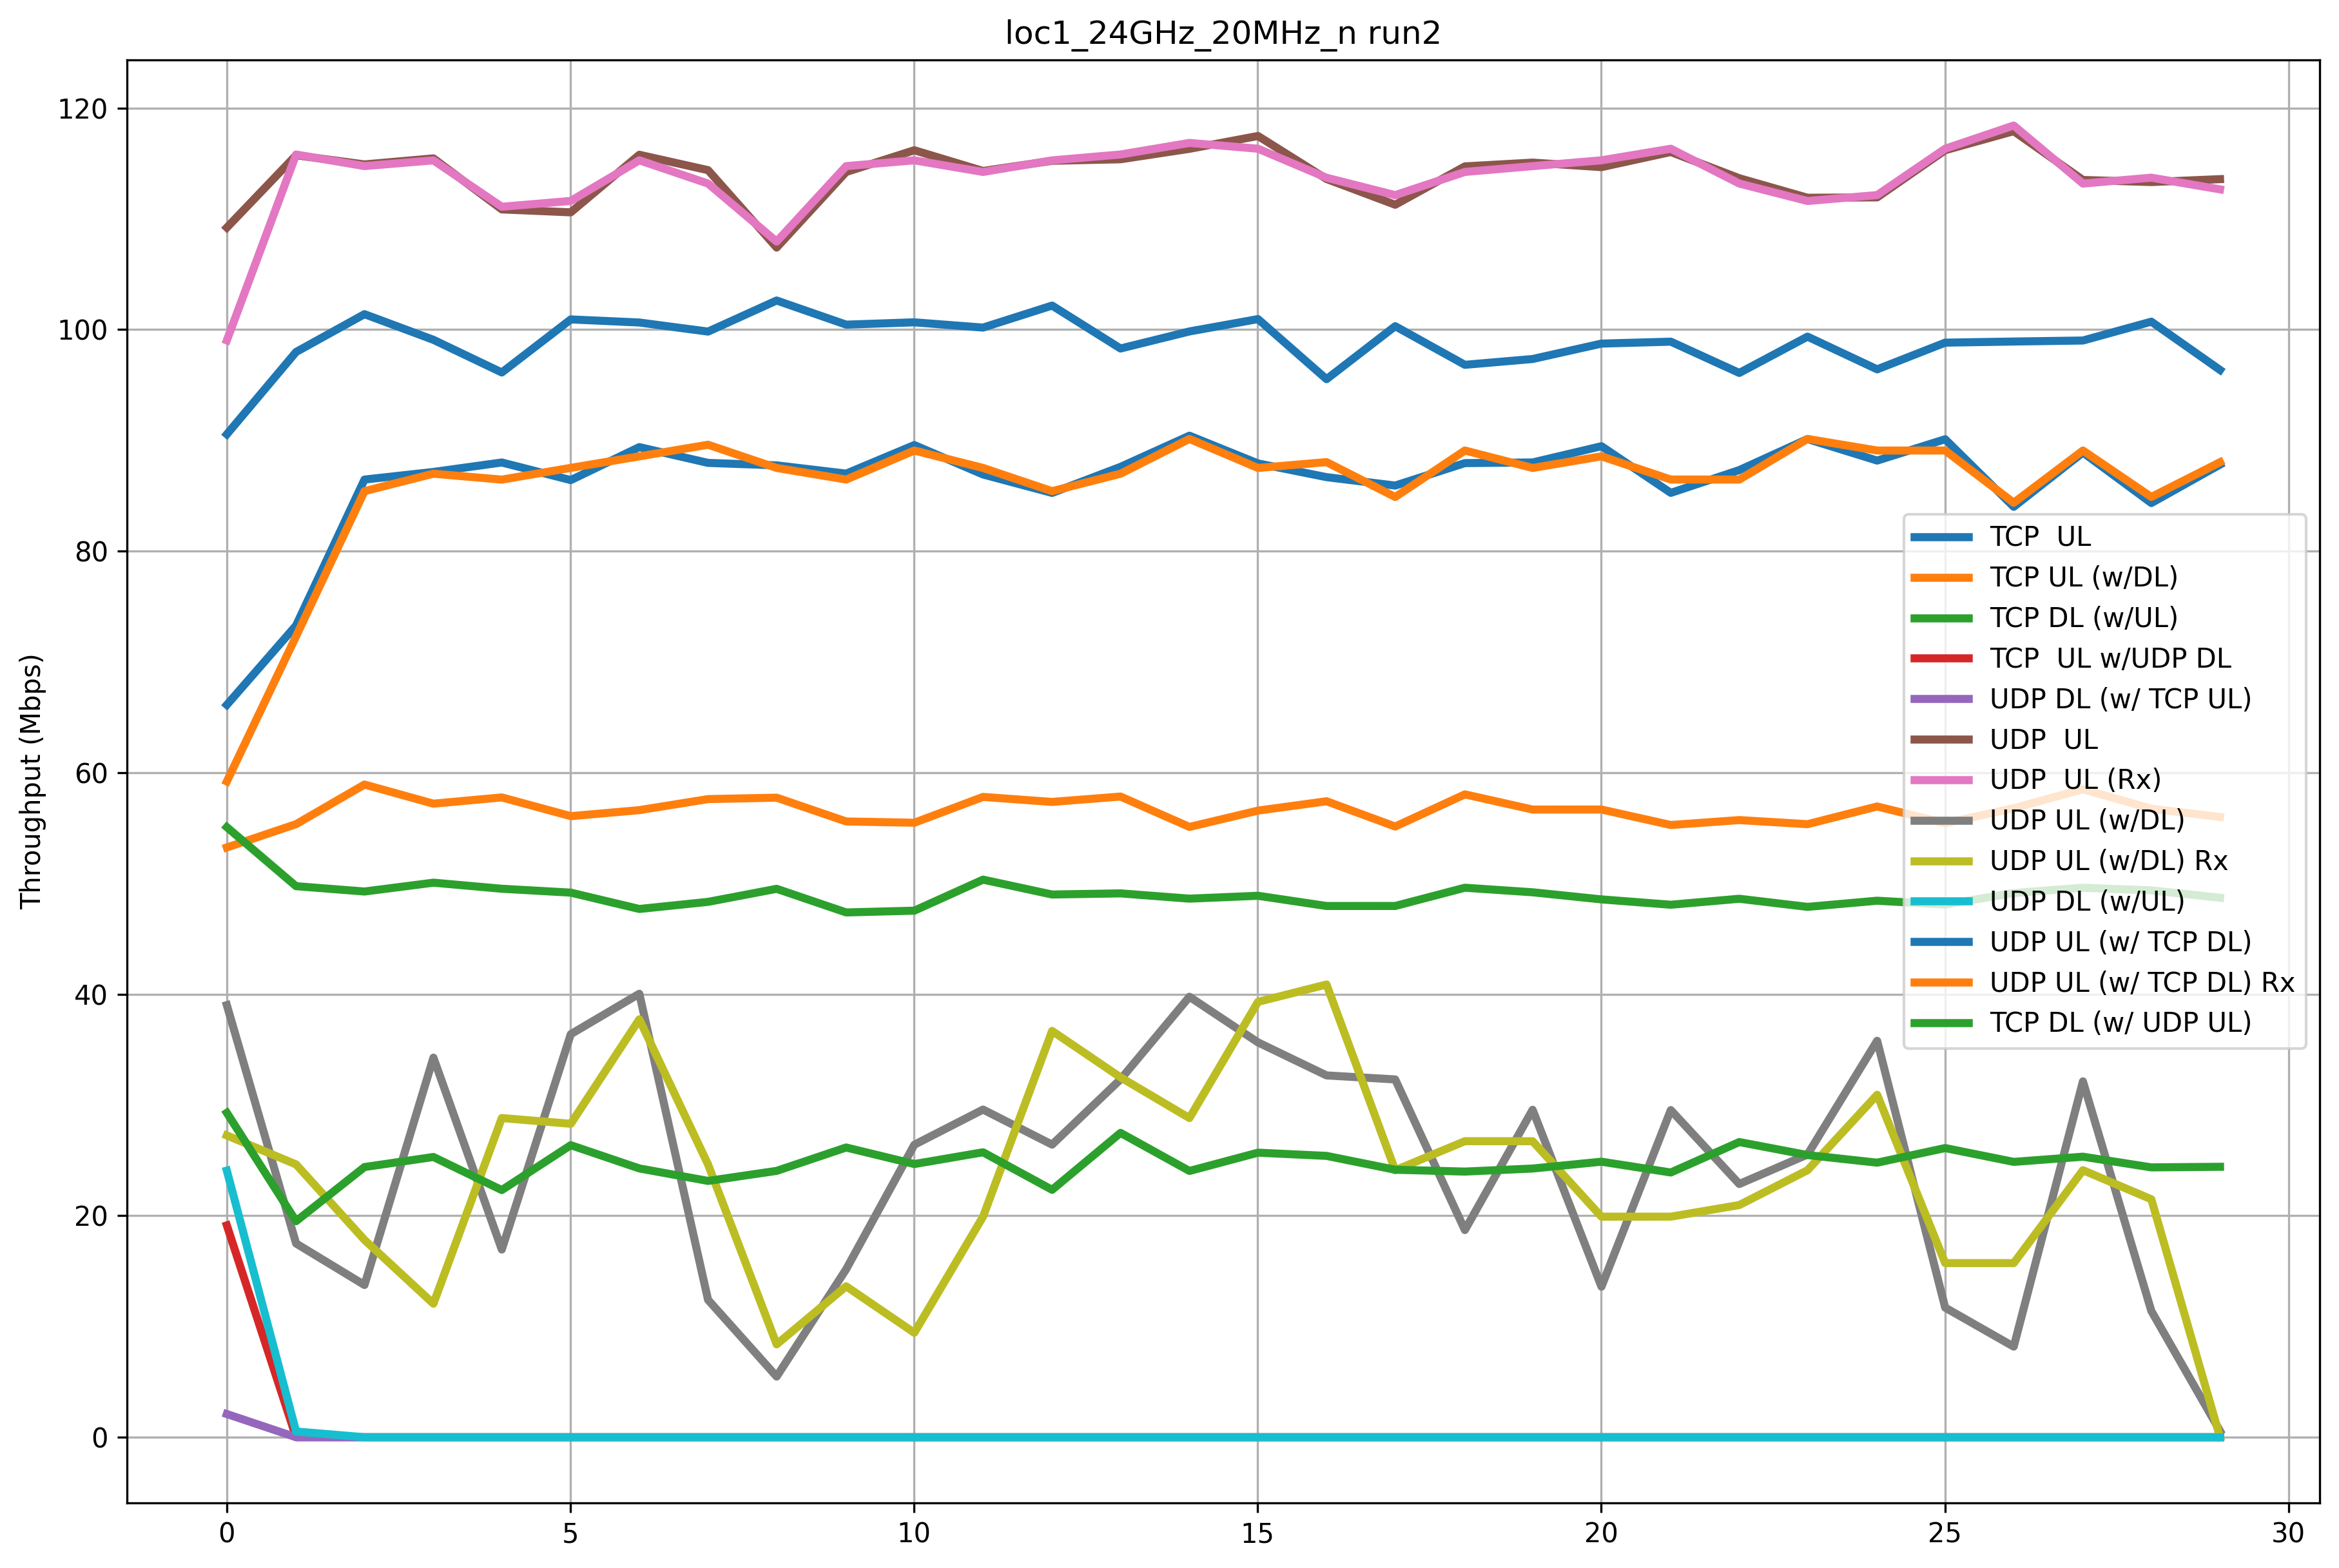 loc1_24GHz_20MHz_n run2
120
100
80
60
40
20
0
Throughput (Mbps)
TCP  UL
TCP UL (w/DL)
TCP DL (w/UL)
TCP  UL w/UDP DL
UDP DL (w/ TCP UL)
UDP  UL
UDP  UL (Rx)
UDP UL (w/DL)
UDP UL (w/DL) Rx
UDP DL (w/UL)
UDP UL (w/ TCP DL)
UDP UL (w/ TCP DL) Rx
TCP DL (w/ UDP UL)
0 5 10 15 20 25 30